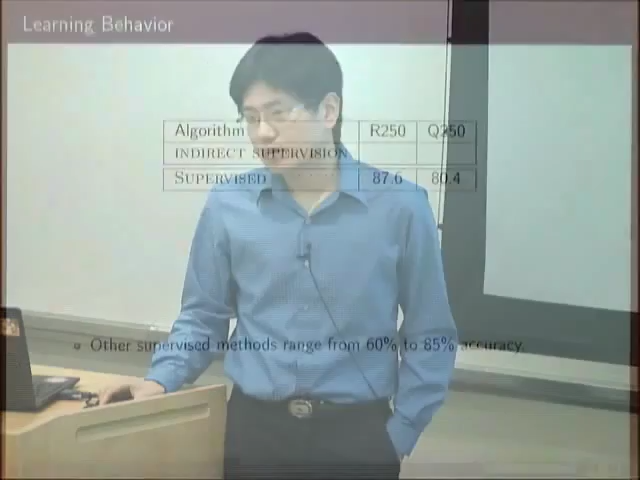 Learning Behavior
Algorithm R250 Q250
INDIRECT SUPERVISION
SUPERVISED 87.6 80.4
Other supervised methods range from 60% to 85% accuracy.